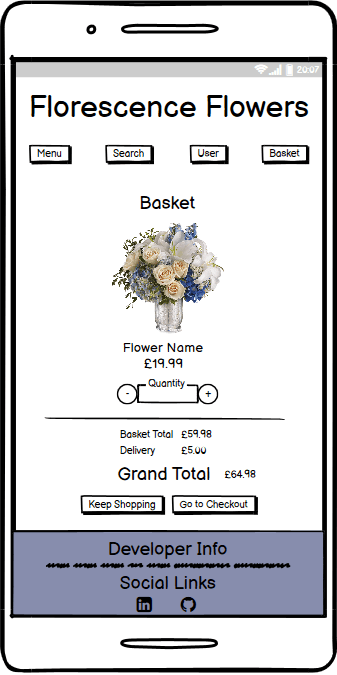 20:07
Florescence Flowers
Menu Search User Basket
Basket
Flower Name
£19.99
Quantity
- +
Basket Total £59.98
Delivery £5.00
Grand Total £64.98
Keep Shopping Go to Checkout
Developer Info
Social Links
in